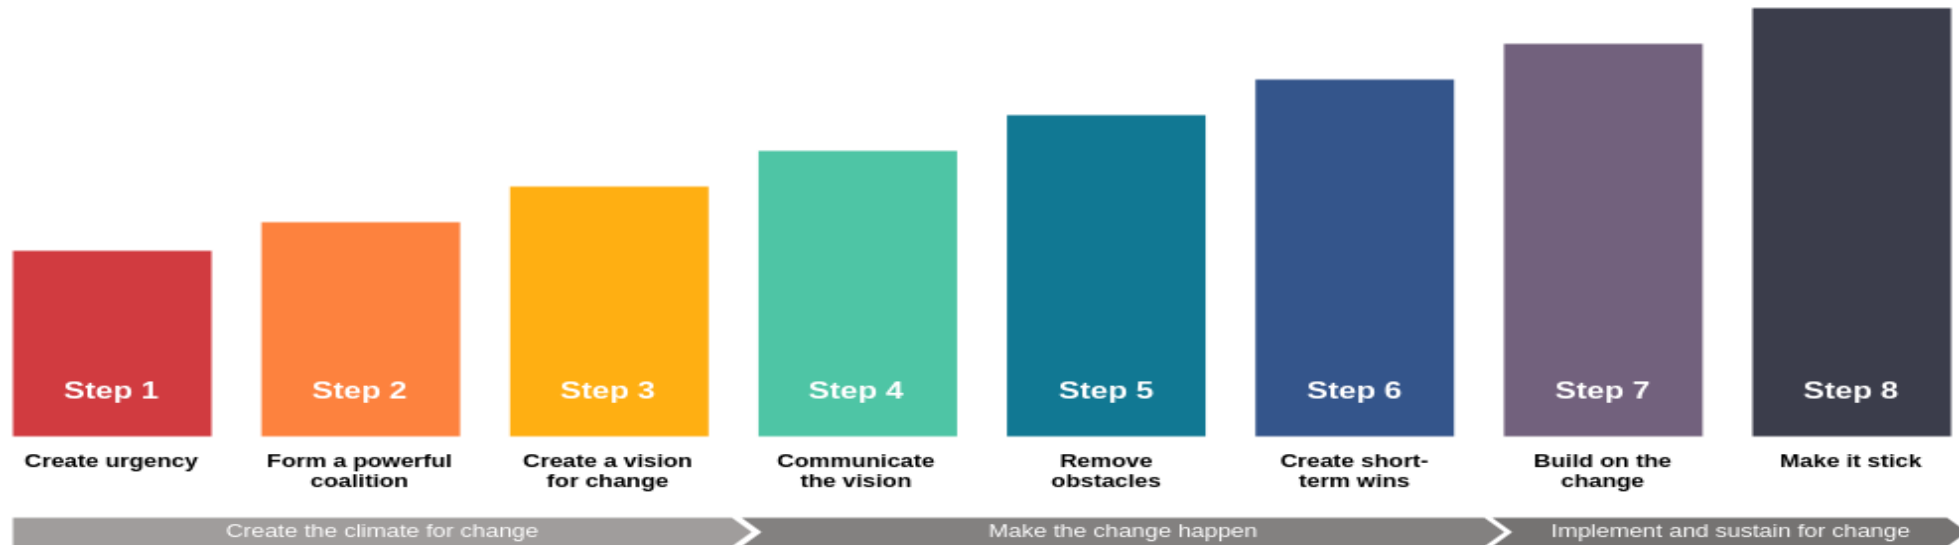 Step 1
Step 2
Step 3
Step 4
Step 5
Step 6
Step 7
Step 8
Create urgency
Form a powerful
coalition
Create a vision
for change
Communicate
the vision
Remove
obstacles
Create short-
term wins
Build on the
change
Make it stick
Create the climate for change
Make the change happen
Implement and sustain for change